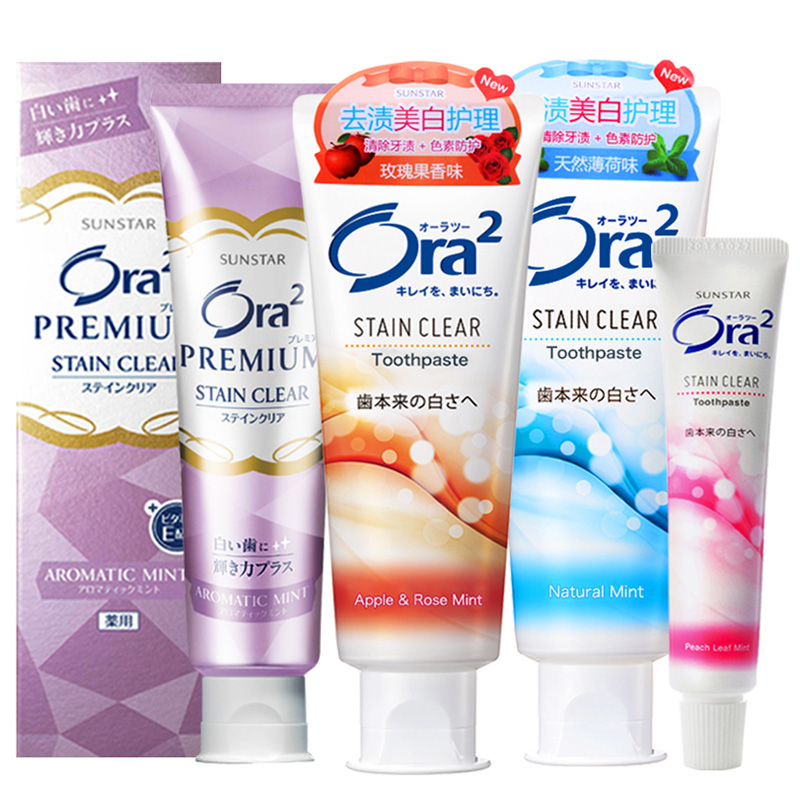 白い歯に
輝き力プラス
SUNSTAR
Ora2
PREMIUM
STAIN CLEAR
ステインクリア
E
AROMATIC MINT
アロマティックミント
薬用
SUNSTAR
Ora2
PREMIUM
STAIN CLEAR
ステインクリア
白い歯に
輝き力プラス
AROMATIC MINT
アロマティックミント
New
SUNSTAR
去渍美白护理
清除牙渍 + 色素防护
玫瑰果香味
オーラツー
Ora2
キレイを、まいにち。
STAIN CLEAR
Toothpaste
歯本来の白さへ
Apple & Rose Mint
New
SUNSTAR
去渍美白护理
清除牙渍 + 色素防护
天然薄荷味
オーラツー
Ora2
キレイを、まいに
STAIN CLEAR
Toothpaste
歯本来の白さへ
Natural Mint
SUNSTAR
オーラツー
Ora2
キレイを、まいにち。
STAIN CLEAR
Toothpaste
歯本来の白さへ
Peach Leaf Mint